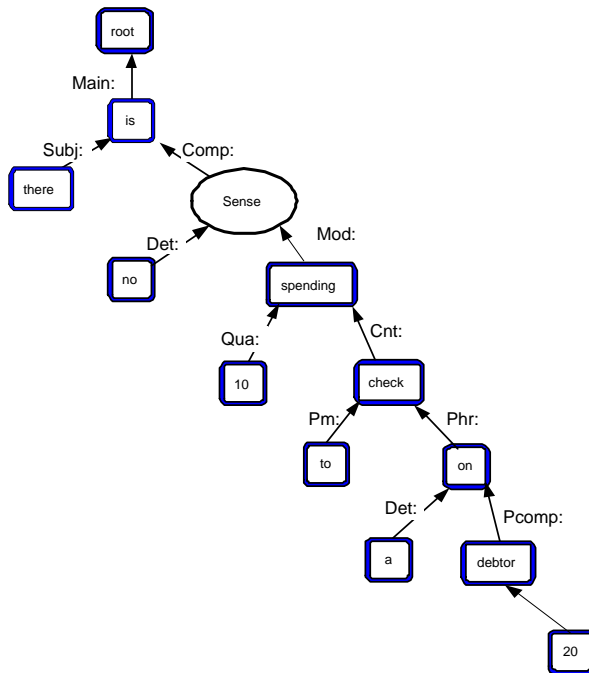 root
Main:
is
Subj: Comp:
there
Sense
Det:
Mod:
no
spending
Qua:
Cnt:
10
check
Pm: Phr:
to
on
Det: Pcomp:
a
debtor
20